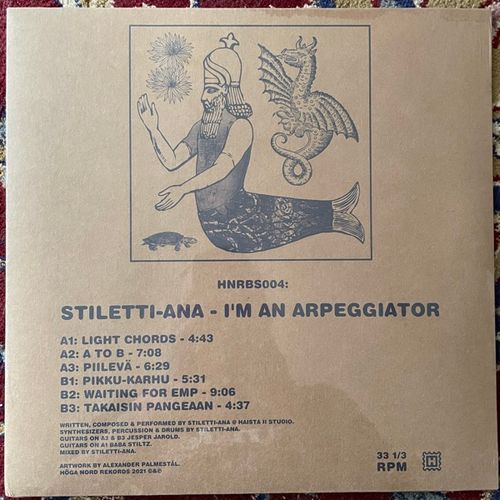 HNRBS004:
STILETTI-ANA - I'M AN ARPEGGIATOR
A1: LIGHT CHORDS - 4:43
A2: A TO B - 7:08
A3: PIILEVÄ - 6:29
B1: PIKKU-KARHU - 5:31
B2: WAITING FOR EMP - 9:06
B3: TAKAISIN PANGEAAN - 4:37
WRITTEN, COMPOSED & PERFORMED BY STILETTI-ANA @ HAISTA II STUDIO.
SYNTHESIZERS, PERCUSSION & DRUMS BY STILETTI-ANA.
GUITARS ON A2 & B3 JESPER JAROLD.
GUITARS ON A1 BABA STILTZ.
MIXED BY STILETTI-ANA.
ARTWORK BY ALEXANDER PALMESTÅL.
HÖGA NORD REKORDS 2021 ©&℗
33 1/3
RPM
H